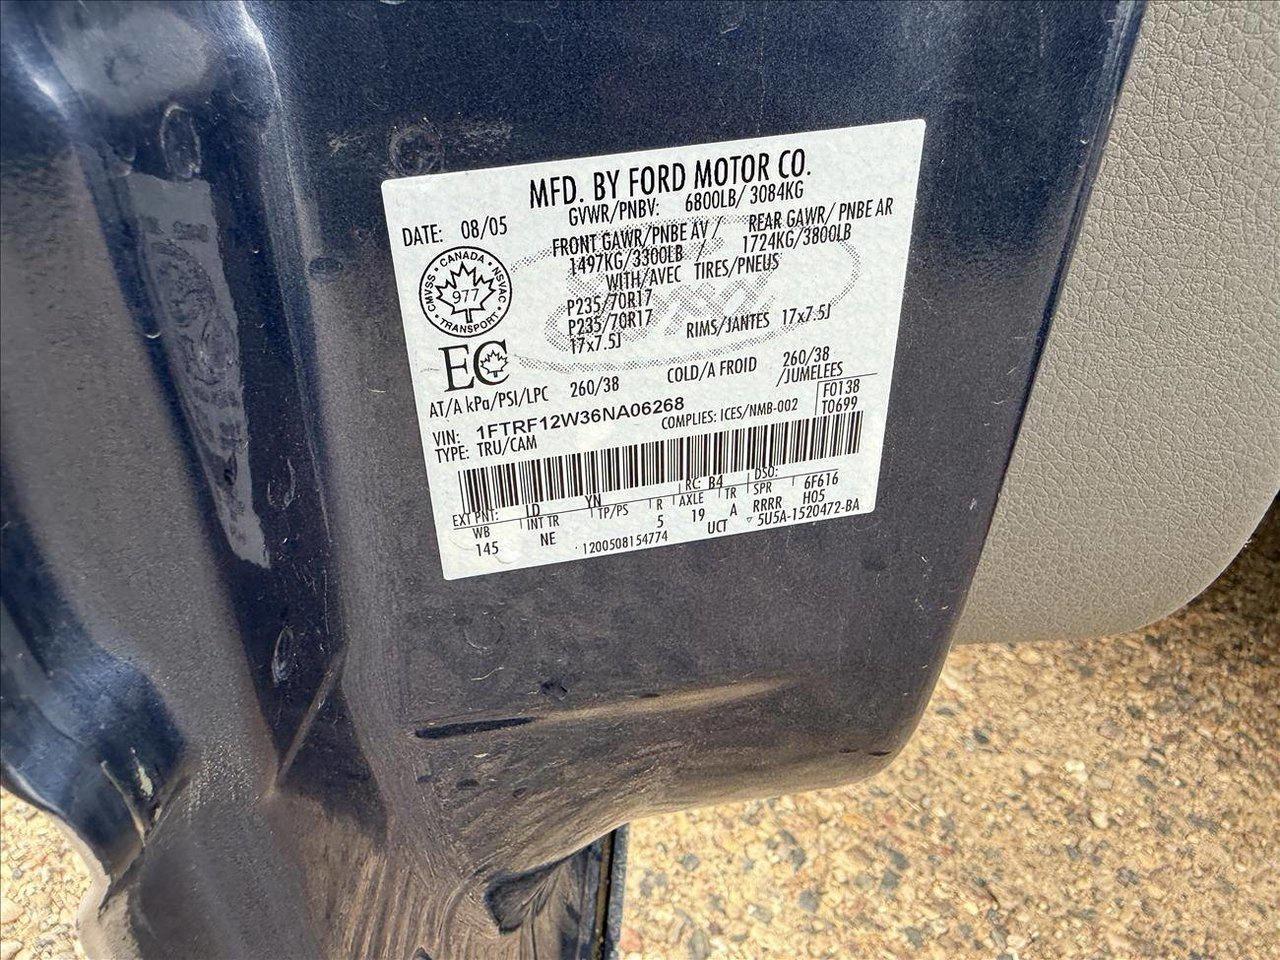 MFD. BY FORD MOTOR CO.
DATE: 08/05
GVWR/PNBV: 6800LB/ 3084KG
FRONT GAWR/PNBE AV/ REAR GAWR/ PNBE AR
1497KG/3300LB / 1724KG/3800LB
WITH/AVEC TIRES/PNEUS
P235/70R17
P235/70R17
17x7.5J RIMS/JANTES 17x7.5J
CANADA · NSVAC · TRANSPORT · CMVSS
977
EC
AT/A kPa/PSI/LPC 260/38 COLD/A FROID 260/38
/JUMELEES
VIN: 1FTRF12W36NA06268
COMPLIES: ICES/NMB-002
F0138
T0699
TYPE: TRU/CAM
EXT PNT: LD YN RC: B4 DSO:
WB INT TR TP/PS R AXLE TR SPR 6F616
145 NE 5 19 A RRRR H05
1200508154774 UCT 5U5A-1520472-BA